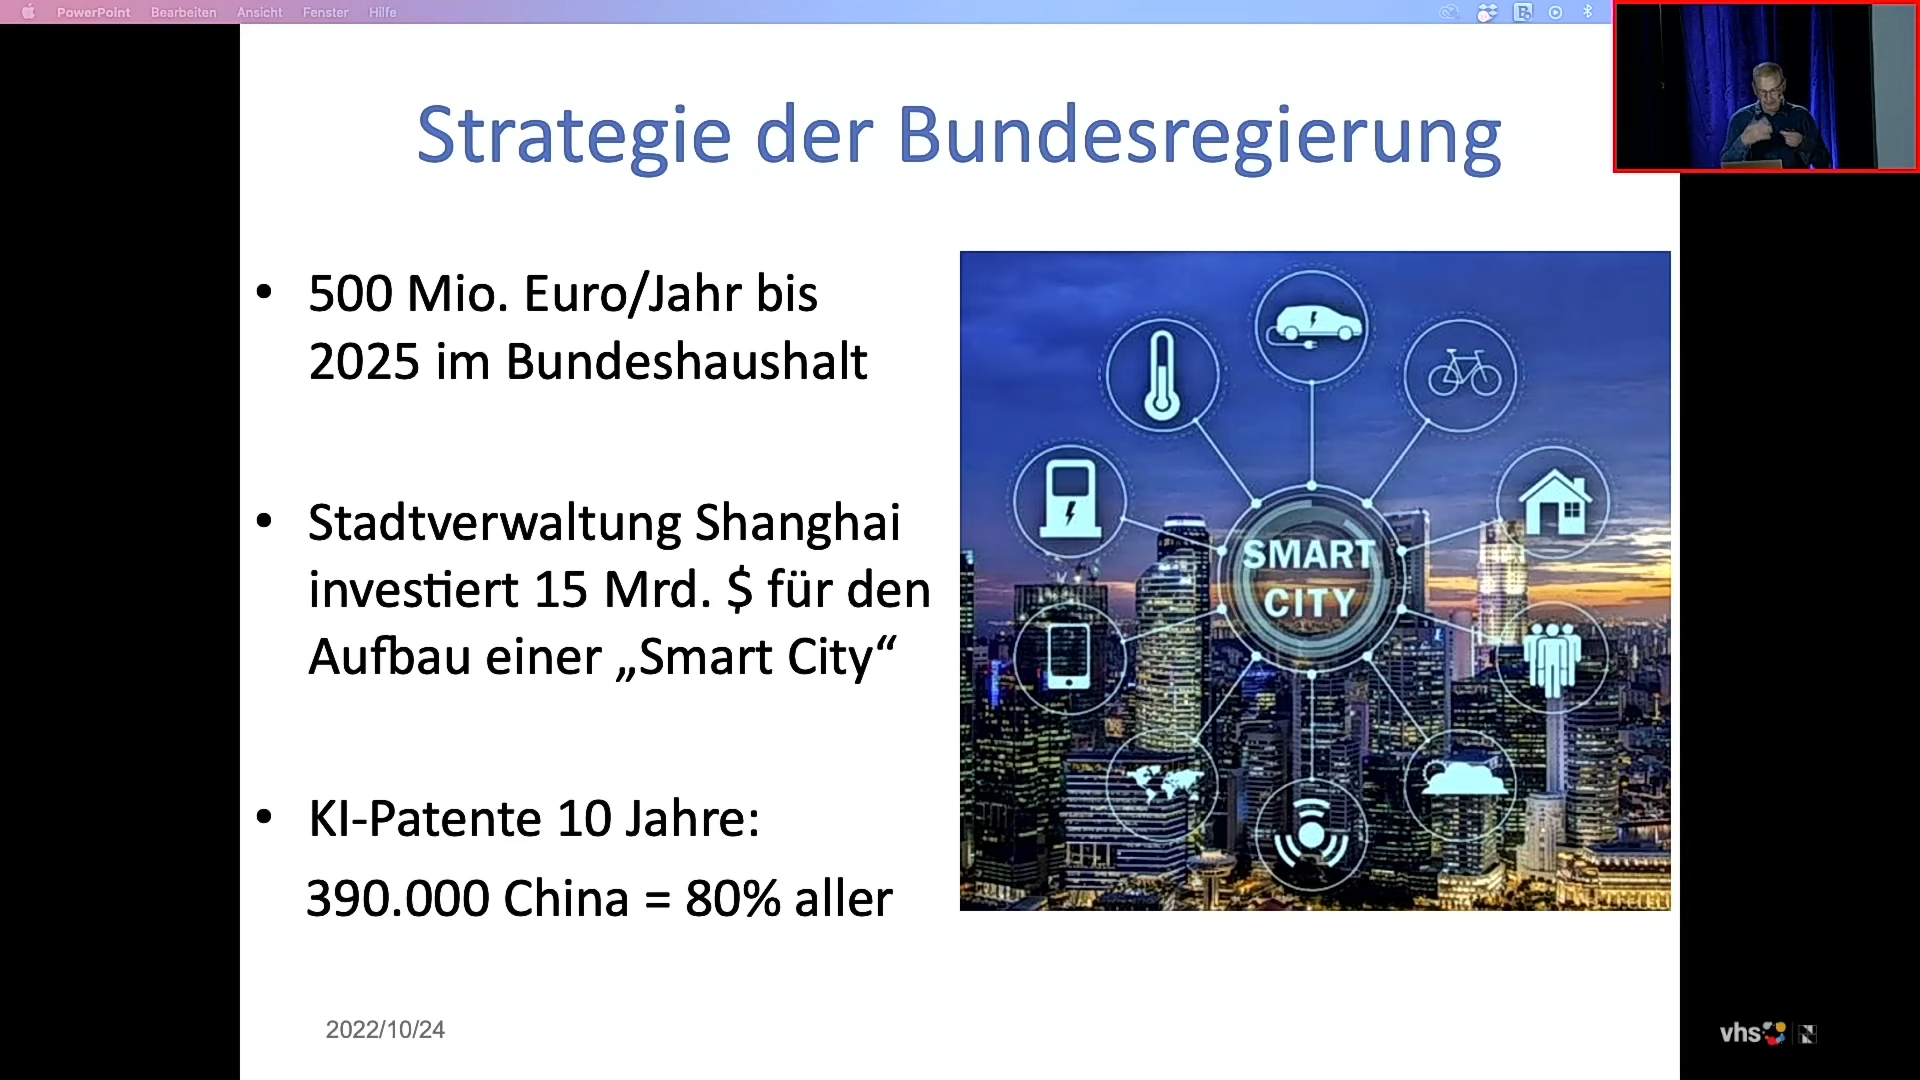 PowerPoint Bearbeiten Ansicht Fenster Hilfe
Strategie der Bundesregierung
• 500 Mio. Euro/Jahr bis
2025 im Bundeshaushalt
• Stadtverwaltung Shanghai
investiert 15 Mrd. $ für den
Aufbau einer „Smart City“
• KI-Patente 10 Jahre:
390.000 China = 80% aller
SMART
CITY
2022/10/24
vhs